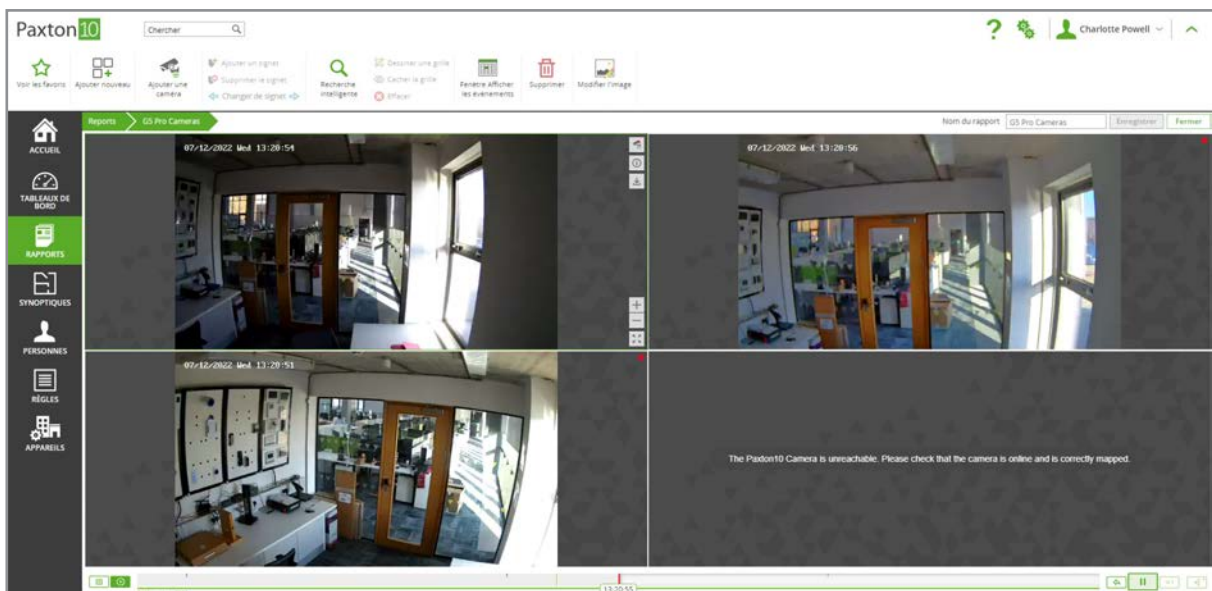 Paxton10
Chercher
Charlotte Powell
Voir les favoris
Ajouter nouveau
Ajouter une caméra
Ajouter un signet
Supprimer le signet
Changer de signet
Recherche intelligente
Dessiner une grille
Cacher la grille
Effacer
Fenêtre Afficher les évènements
Supprimer
Modifier l'image
ACCUEIL
TABLEAUX DE BORD
RAPPORTS
SYNOPTIQUES
PERSONNES
RÈGLES
APPAREILS
Reports
G5 Pro Cameras
Nom du rapport
G5 Pro Cameras
Enregistrer
Fermer
07/12/2022 Wed 13:20:54
07/12/2022 Wed 13:20:56
07/12/2022 Wed 13:20:51
The Paxton10 Camera is unreachable. Please check that the camera is online and is correctly mapped.
13:20:55